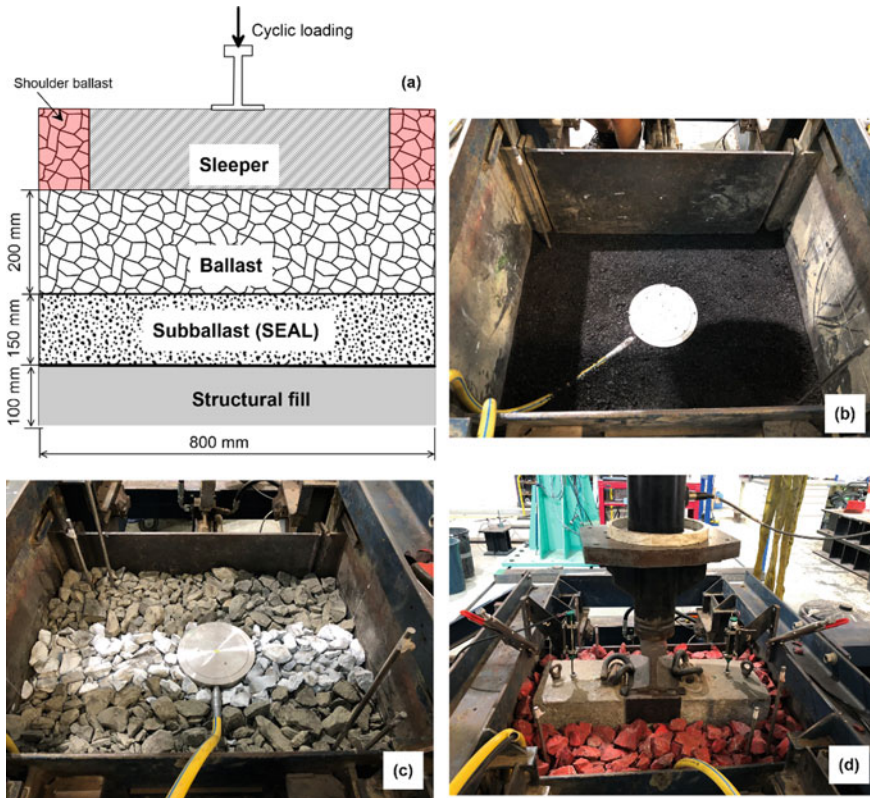 Cyclic loading
(a)
Shoulder ballast
Sleeper
200 mm
Ballast
150 mm
Subballast (SEAL)
100 mm
Structural fill
800 mm
(b)
(c)
(d)